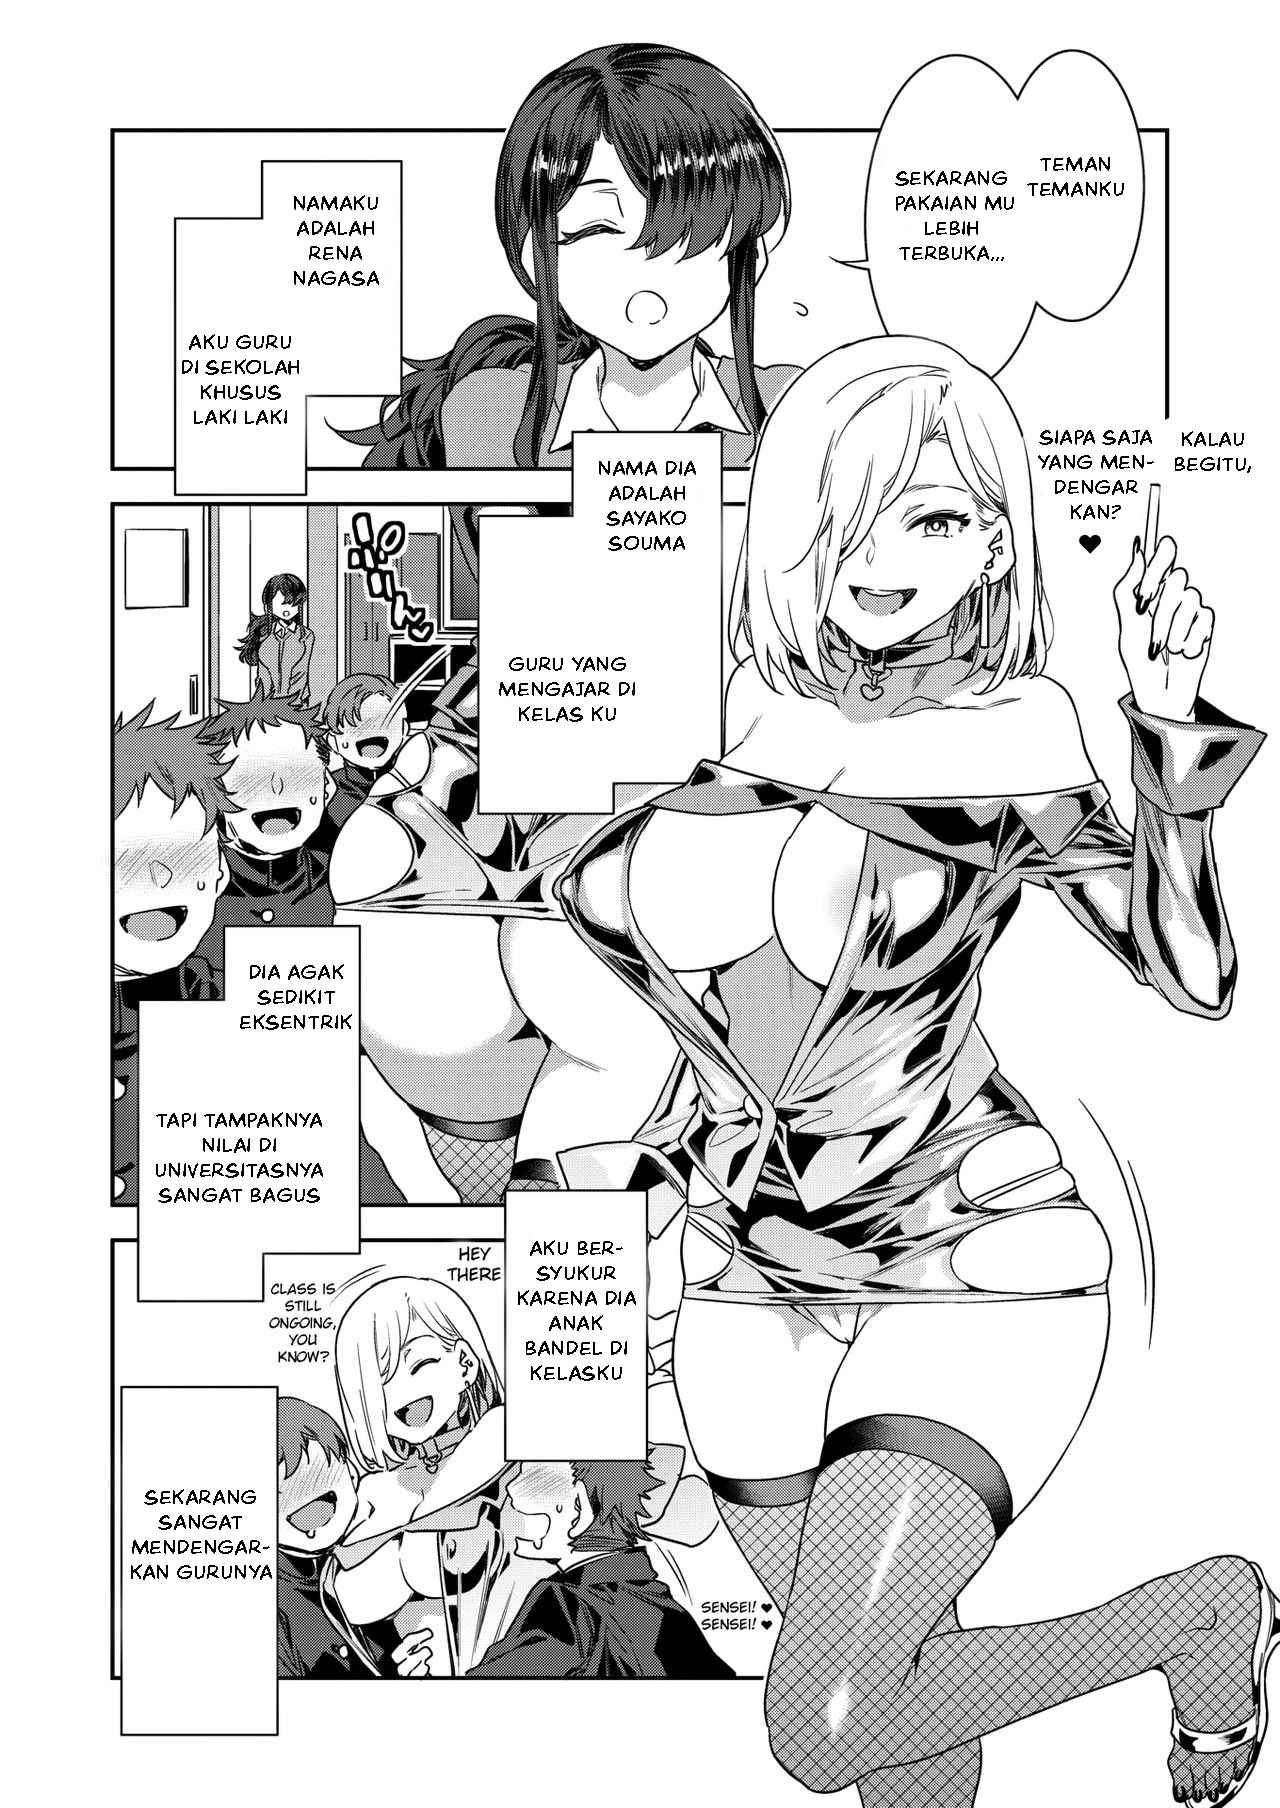 TEMAN
TEMANKU
SEKARANG
PAKAIAN MU
LEBIH
TERBUKA...
NAMAKU
ADALAH
RENA
NAGASA
AKU GURU
DI SEKOLAH
KHUSUS
LAKI LAKI
KALAU
BEGITU,
SIAPA SAJA
YANG MEN-
DENGAR
KAN?
♥
NAMA DIA
ADALAH
SAYAKO
SOUMA
GURU YANG
MENGAJAR DI
KELAS KU
DIA AGAK
SEDIKIT
EKSENTRIK
TAPI TAMPAKNYA
NILAI DI
UNIVERSITASNYA
SANGAT BAGUS
AKU BER-
SYUKUR
KARENA DIA
ANAK
BANDEL DI
KELASKU
HEY
THERE
CLASS IS
STILL
ONGOING,
YOU
KNOW?
SEKARANG
SANGAT
MENDENGAR-
KAN GURUNYA
SENSEI! ♥
SENSEI! ♥